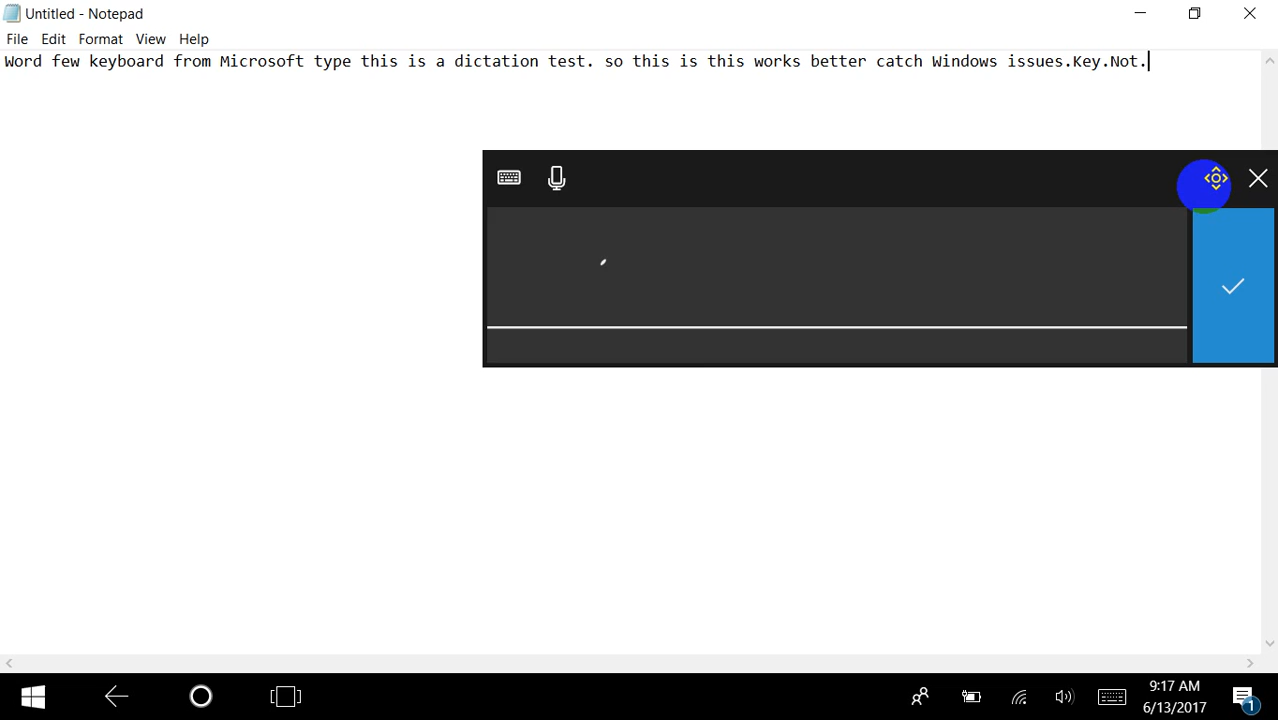 Untitled - Notepad
File Edit Format View Help
Word few keyboard from Microsoft type this is a dictation test. so this is this works better catch Windows issues.Key.Not.
9:17 AM
6/13/2017
1